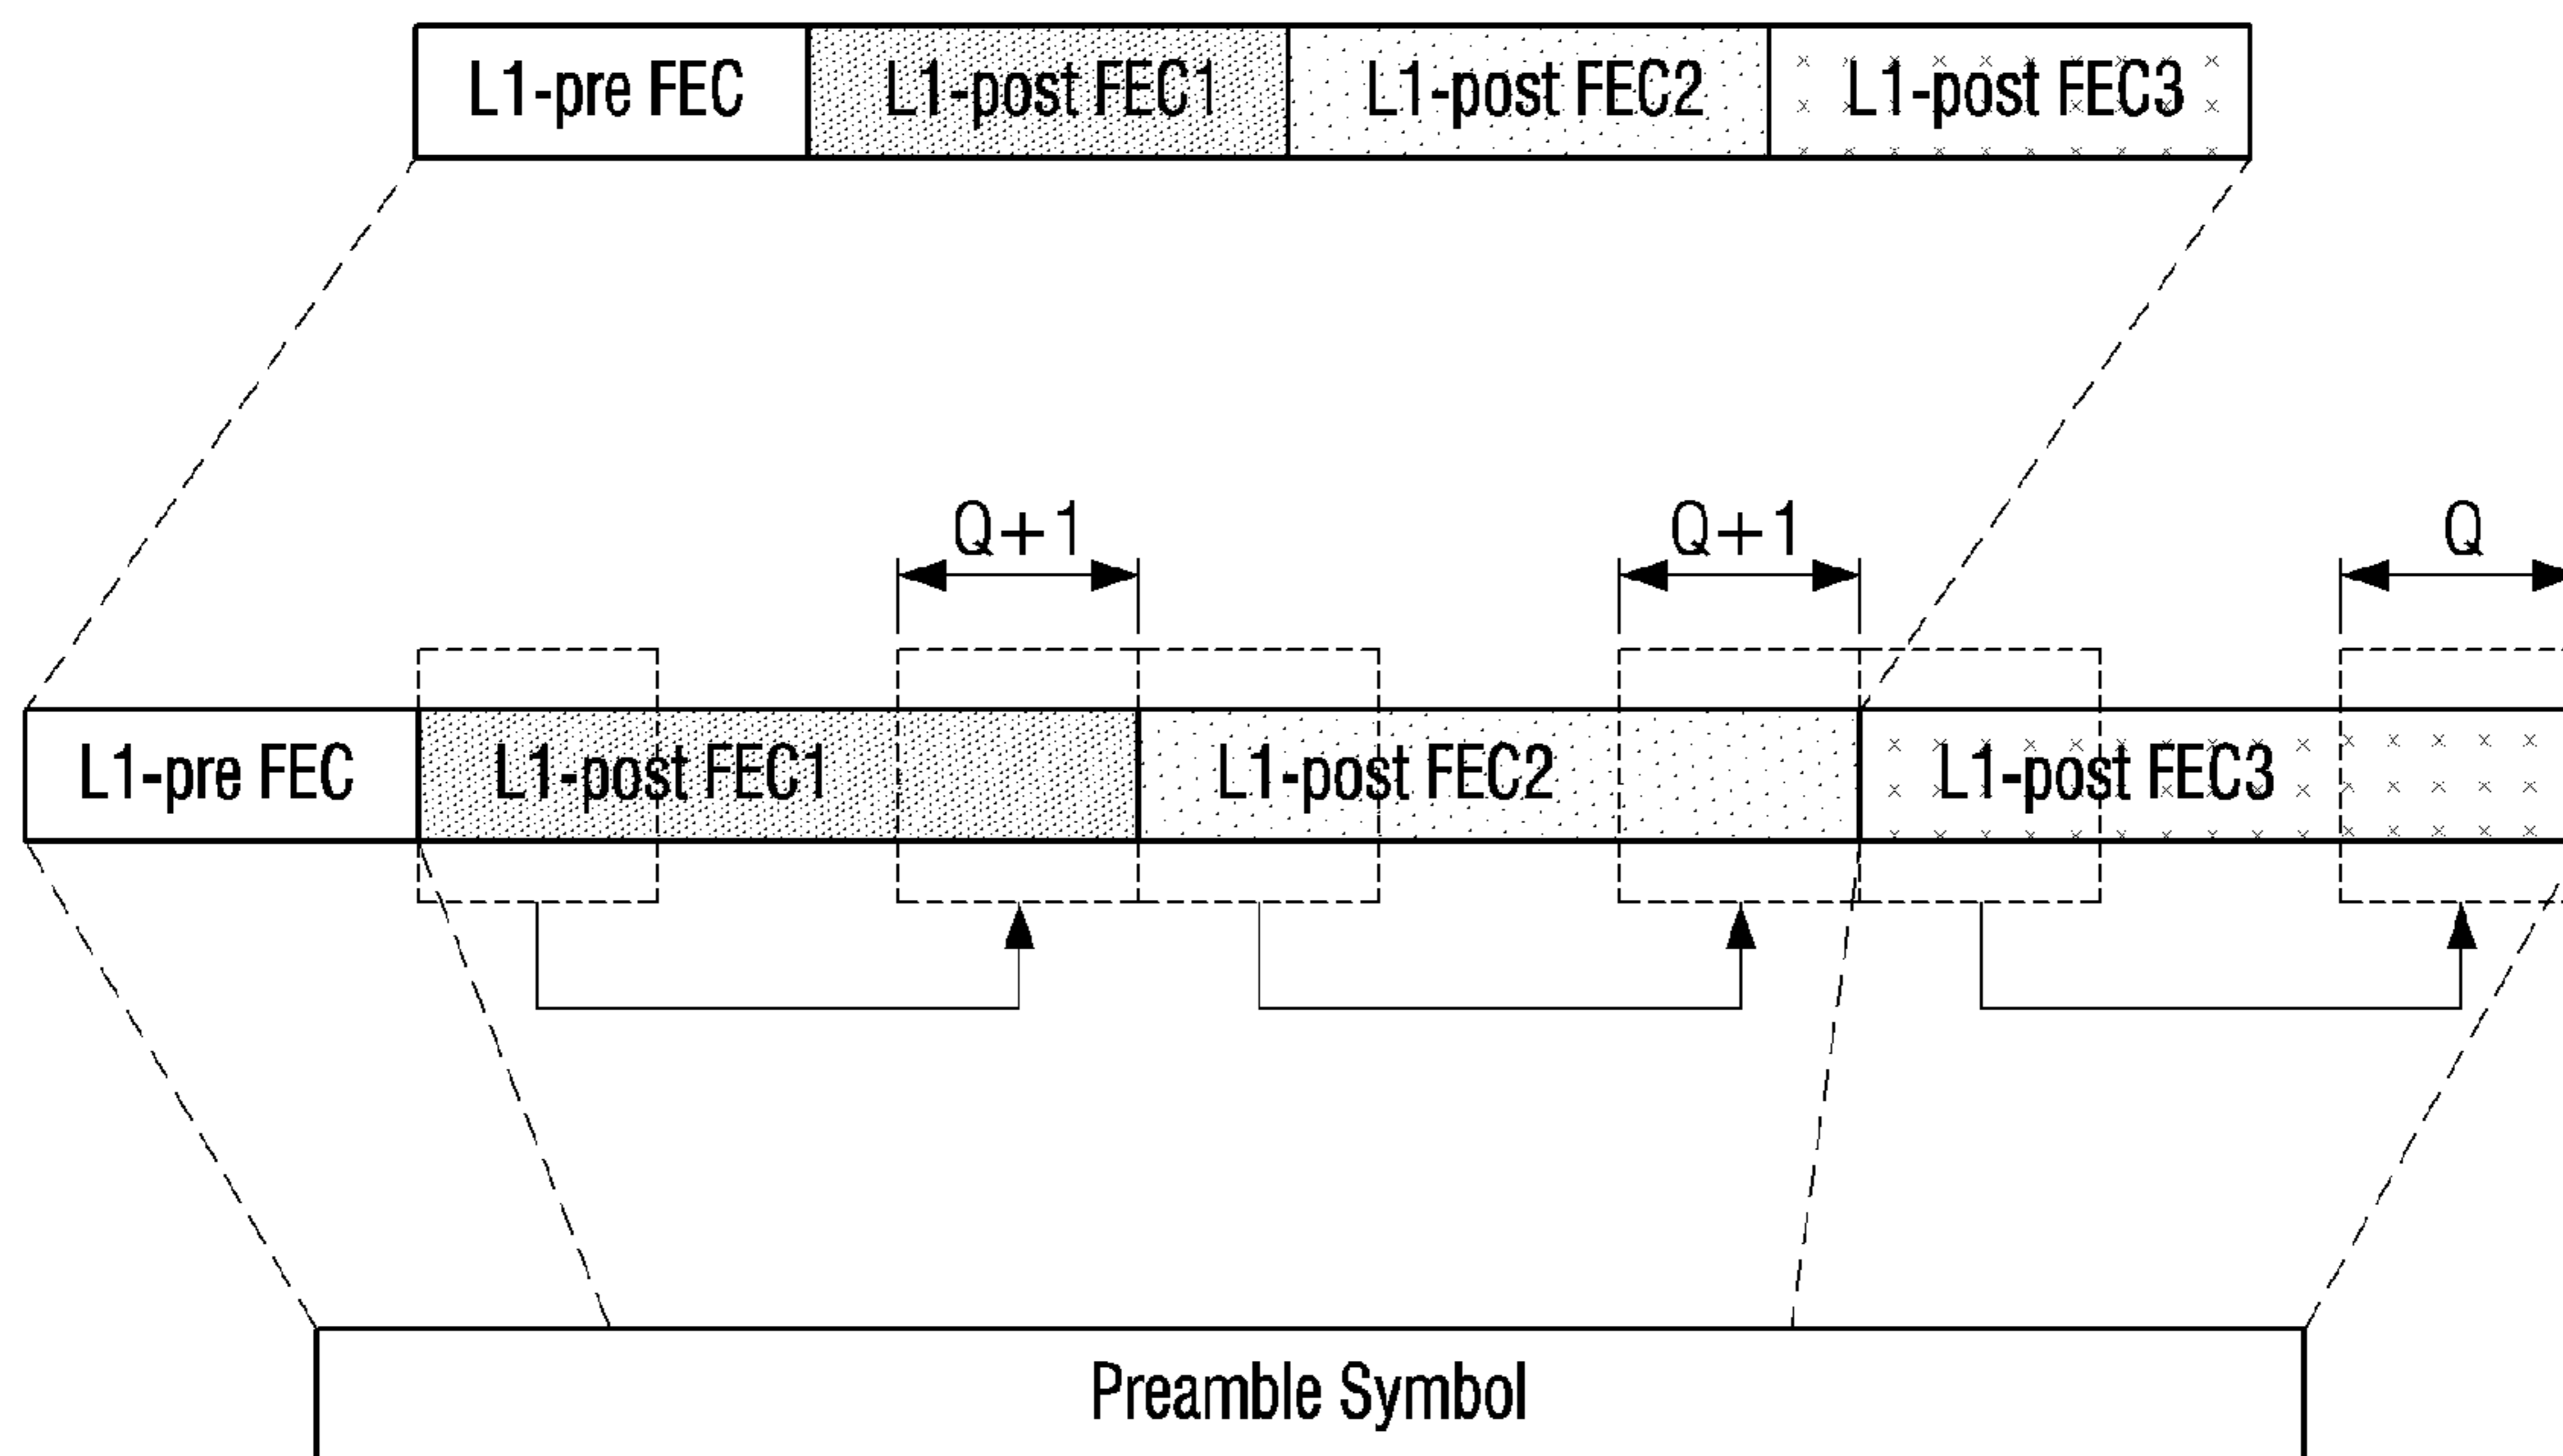 L1-pre FEC L1-post FEC1 L1-post FEC2 L1-post FEC3
Q+1 Q+1 Q
L1-pre FEC L1-post FEC1 L1-post FEC2 L1-post FEC3
Preamble Symbol